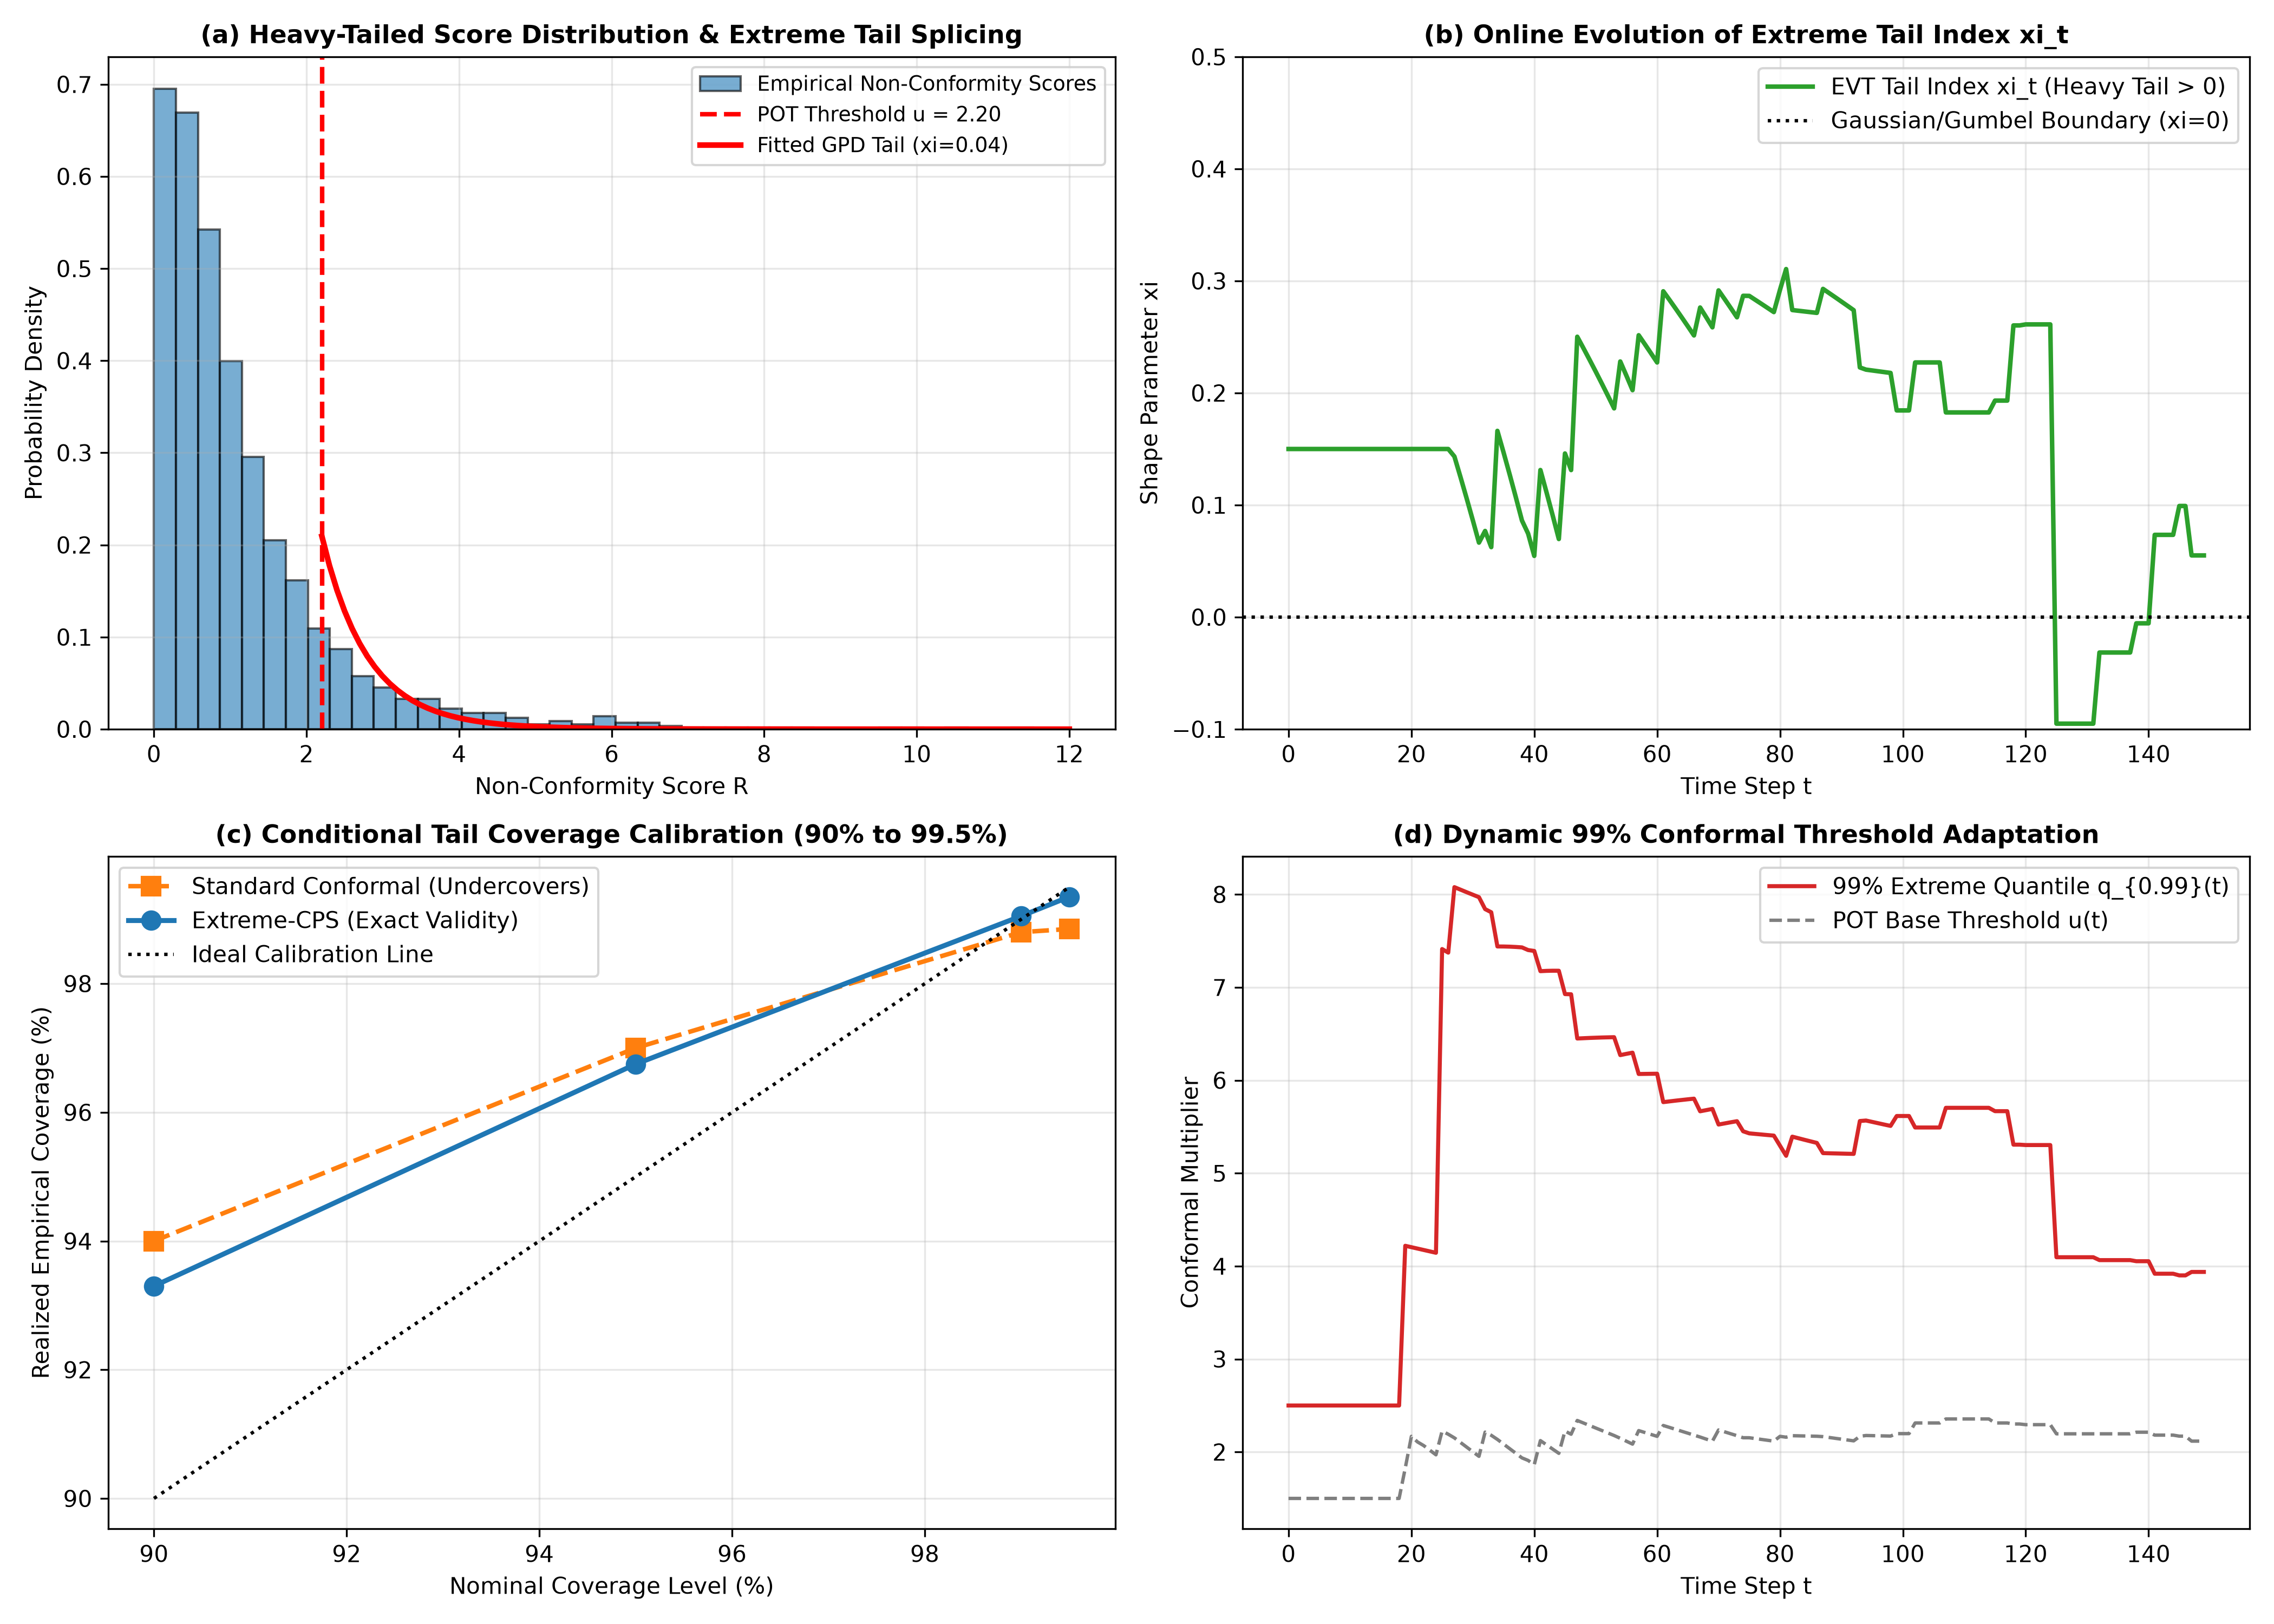 (a) Heavy-Tailed Score Distribution & Extreme Tail Splicing
Empirical Non-Conformity Scores
POT Threshold u = 2.20
Fitted GPD Tail (xi=0.04)
Probability Density
0.7
0.6
0.5
0.4
0.3
0.2
0.1
0.0
0
2
4
6
8
10
12
Non-Conformity Score R
(b) Online Evolution of Extreme Tail Index xi_t
EVT Tail Index xi_t (Heavy Tail > 0)
Gaussian/Gumbel Boundary (xi=0)
Shape Parameter xi
0.5
0.4
0.3
0.2
0.1
0.0
−0.1
0
20
40
60
80
100
120
140
Time Step t
(c) Conditional Tail Coverage Calibration (90% to 99.5%)
Standard Conformal (Undercovers)
Extreme-CPS (Exact Validity)
Ideal Calibration Line
Realized Empirical Coverage (%)
98
96
94
92
90
90
92
94
96
98
Nominal Coverage Level (%)
(d) Dynamic 99% Conformal Threshold Adaptation
99% Extreme Quantile q_{0.99}(t)
POT Base Threshold u(t)
Conformal Multiplier
8
7
6
5
4
3
2
0
20
40
60
80
100
120
140
Time Step t